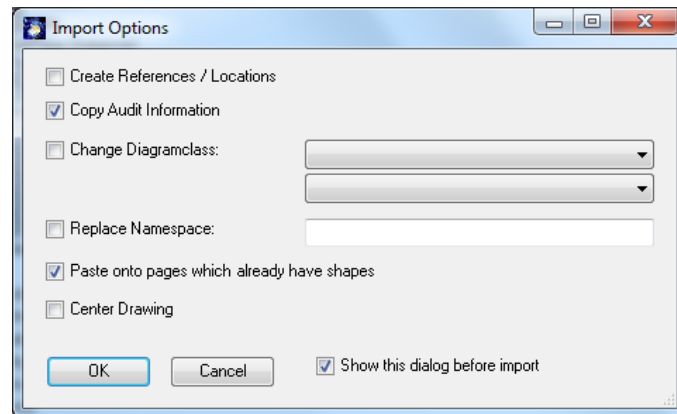 Import Options
Create References / Locations
Copy Audit Information
Change Diagramclass:
Replace Namespace:
Paste onto pages which already have shapes
Center Drawing
OK Cancel Show this dialog before import